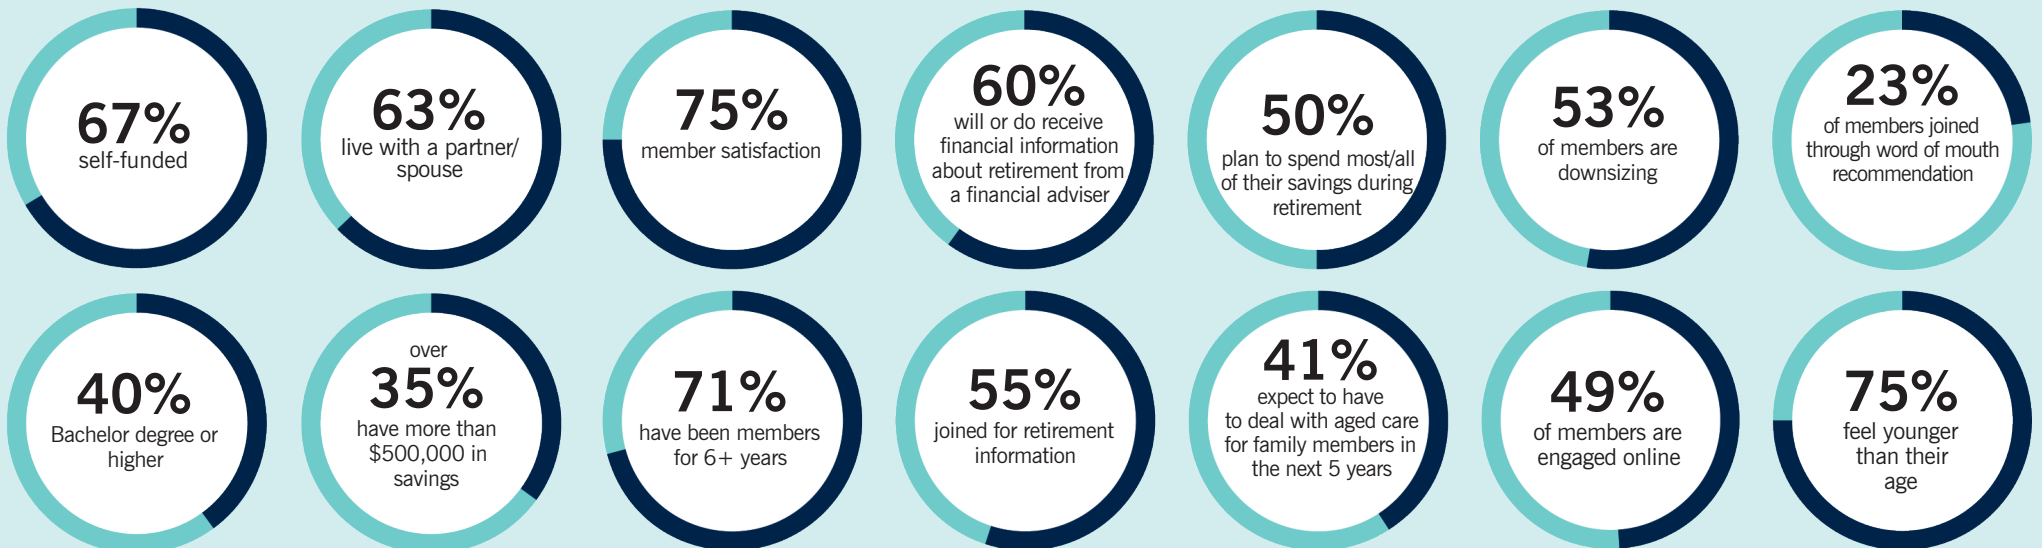 67%
self-funded
63%
live with a partner/
spouse
75%
member satisfaction
60%
will or do receive
financial information
about retirement from
a financial adviser
50%
plan to spend most/all
of their savings during
retirement
53%
of members are
downsizing
23%
of members joined
through word of mouth
recommendation
40%
Bachelor degree or
higher
over
35%
have more than
$500,000 in
savings
71%
have been members
for 6+ years
55%
joined for retirement
information
41%
expect to have
to deal with aged care
for family members in
the next 5 years
49%
of members are
engaged online
75%
feel younger
than their
age